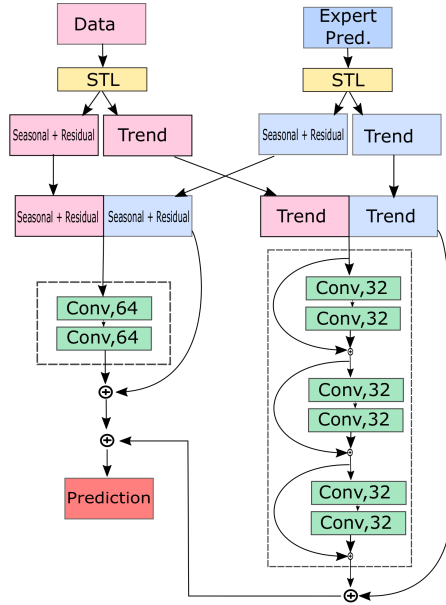 Data
Expert
Pred.
STL
STL
Seasonal + Residual
Trend
Seasonal + Residual
Trend
Seasonal + Residual
Seasonal + Residual
Trend
Trend
Conv,64
Conv,64
Conv,32
Conv,32
Conv,32
Conv,32
Conv,32
Conv,32
Prediction